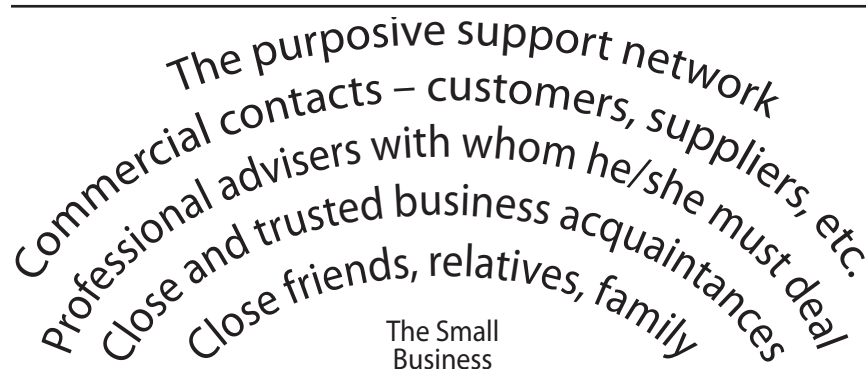 The purposive support network
Commercial contacts – customers, suppliers, etc.
Professional advisers with whom he/she must deal
Close and trusted business acquaintances
Close friends, relatives, family
The Small
Business